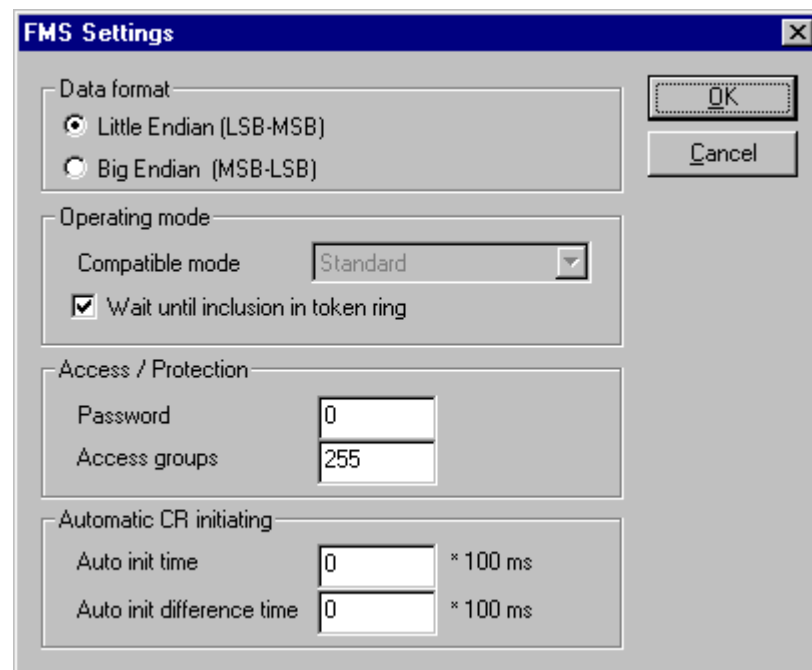 FMS Settings
Data format
Little Endian (LSB-MSB)
Big Endian (MSB-LSB)
OK
Cancel
Operating mode
Compatible mode Standard
Wait until inclusion in token ring
Access / Protection
Password 0
Access groups 255
Automatic CR initiating
Auto init time 0 * 100 ms
Auto init difference time 0 * 100 ms